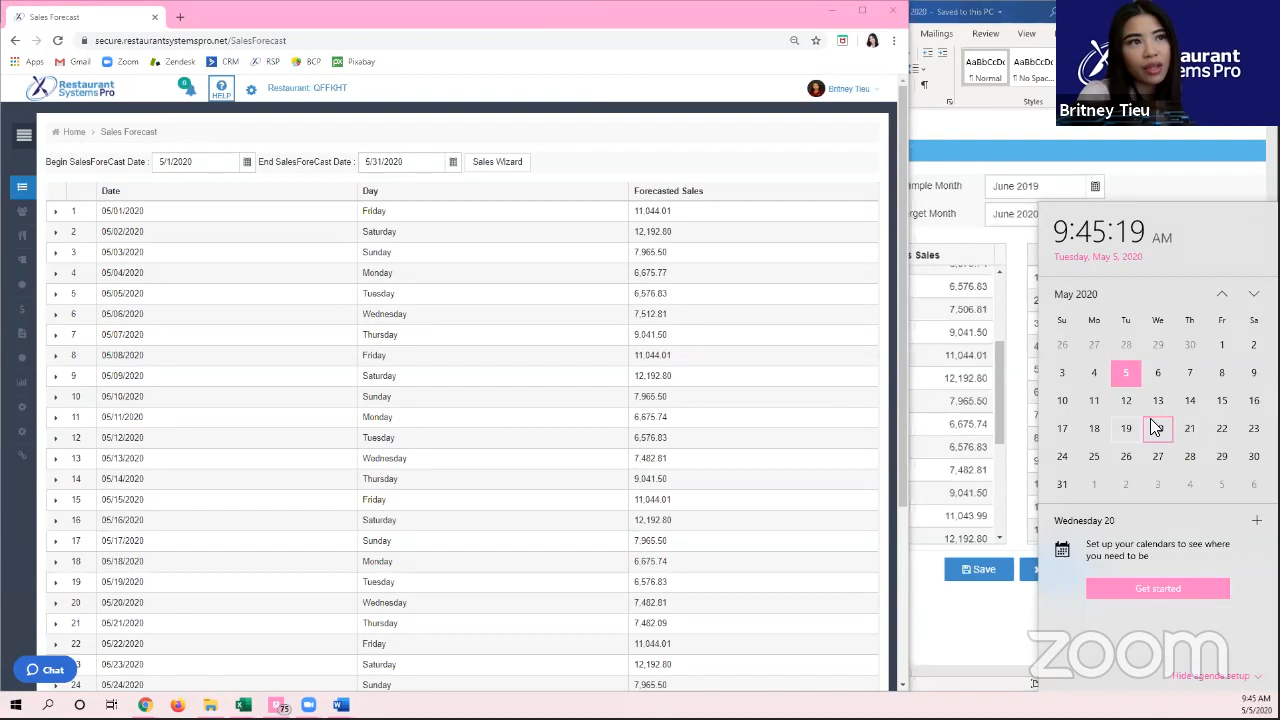 Sales Forecast
secure.restaurantsystemspro.net/SalesForecast
Apps Gmail Zoom Zendesk CRM RSP BCP Pixabay
Restaurant Systems Pro
HELP
Restaurant: QFFKHT
Britney Tieu
Home > Sales Forecast
Begin SalesForeCast Date : 5/1/2020 End SalesForeCast Date : 5/31/2020 Sales Wizard
Date Day Forecasted Sales
1 05/01/2020 Friday 11,044.01
2 05/02/2020 Saturday 12,192.80
3 05/03/2020 Sunday 7,965.50
4 05/04/2020 Monday 6,675.77
5 05/05/2020 Tuesday 6,576.83
6 05/06/2020 Wednesday 7,512.81
7 05/07/2020 Thursday 9,041.50
8 05/08/2020 Friday 11,044.01
9 05/09/2020 Saturday 12,192.80
10 05/10/2020 Sunday 7,965.50
11 05/11/2020 Monday 6,675.74
12 05/12/2020 Tuesday 6,576.83
13 05/13/2020 Wednesday 7,482.81
14 05/14/2020 Thursday 9,041.50
15 05/15/2020 Friday 11,044.01
16 05/16/2020 Saturday 12,192.80
17 05/17/2020 Sunday 7,965.50
18 05/18/2020 Monday 6,675.74
19 05/19/2020 Tuesday 6,576.83
20 05/20/2020 Wednesday 7,482.81
21 05/21/2020 Thursday 7,482.09
22 05/22/2020 Friday 11,044.01
05/23/2020 Saturday 12,192.80
24 05/24/2020 Sunday 7,965.50
Chat
75
2020 - Saved to this PC
Mailings Review View
AaBbCcDc AaBbCcDc
¶ Normal ¶ No Spac...
Styles
Restaurant Systems Pro
Britney Tieu
mple Month June 2019
rget Month June 2020
s Sales
6,576.83
7,506.81
9,041.50
11,044.01
12,192.80
7,965.50
6,675.74
6,576.83
7,482.81
9,041.50
11,043.99
12,192.80
Save
9:45:19 AM
Tuesday, May 5, 2020
May 2020
Su Mo Tu We Th Fr Sa
26 27 28 29 30 1 2
3 4 5 6 7 8 9
10 11 12 13 14 15 16
17 18 19 21 22 23
24 25 26 27 28 29 30
31 1 2 3 4 5 6
Wednesday 20
Set up your calendars to see where
you need to be
Get started
zoom
Hide agenda setup
9:45 AM
5/5/2020